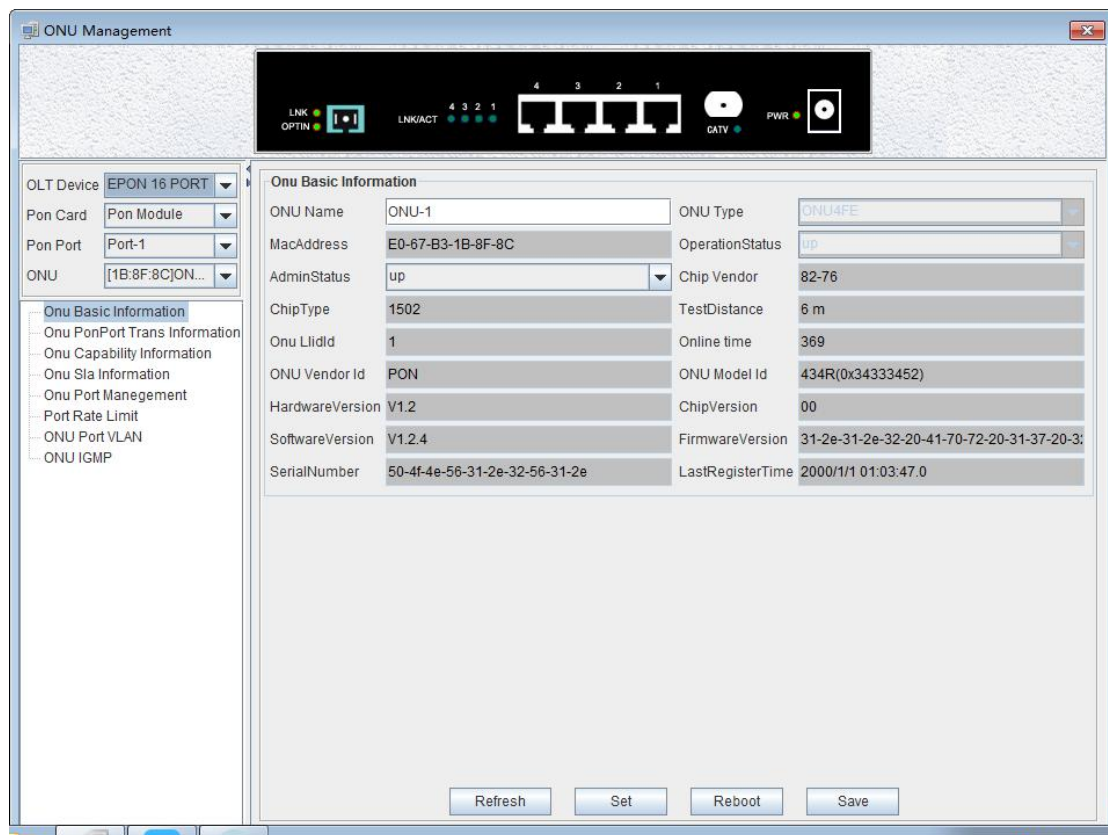 ONU Management
4 3 2 1
LNK
OPTIN
LNK/ACT
4 3 2 1
CATV
PWR
OLT Device EPON 16 PORT
Pon Card Pon Module
Pon Port Port-1
ONU [1B:8F:8C]ON...
Onu Basic Information
Onu PonPort Trans Information
Onu Capability Information
Onu Sla Information
Onu Port Manegement
Port Rate Limit
ONU Port VLAN
ONU IGMP
Onu Basic Information
ONU Name ONU-1 ONU Type ONU4FE
MacAddress E0-67-B3-1B-8F-8C OperationStatus up
AdminStatus up Chip Vendor 82-76
ChipType 1502 TestDistance 6 m
Onu LlidId 1 Online time 369
ONU Vendor Id PON ONU Model Id 434R(0x34333452)
HardwareVersion V1.2 ChipVersion 00
SoftwareVersion V1.2.4 FirmwareVersion 31-2e-31-2e-32-20-41-70-72-20-31-37-20-
SerialNumber 50-4f-4e-56-31-2e-32-56-31-2e LastRegisterTime 2000/1/1 01:03:47.0
Refresh Set Reboot Save